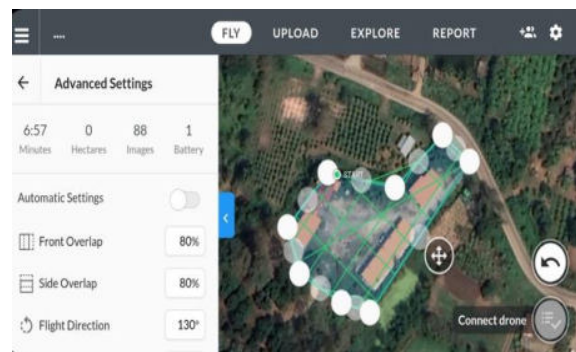 ....
FLY UPLOAD EXPLORE REPORT
Advanced Settings
6:57 0 88 1
Minutes Hectares Images Battery
Automatic Settings
Front Overlap 80%
Side Overlap 80%
Flight Direction 130°
START
Connect drone